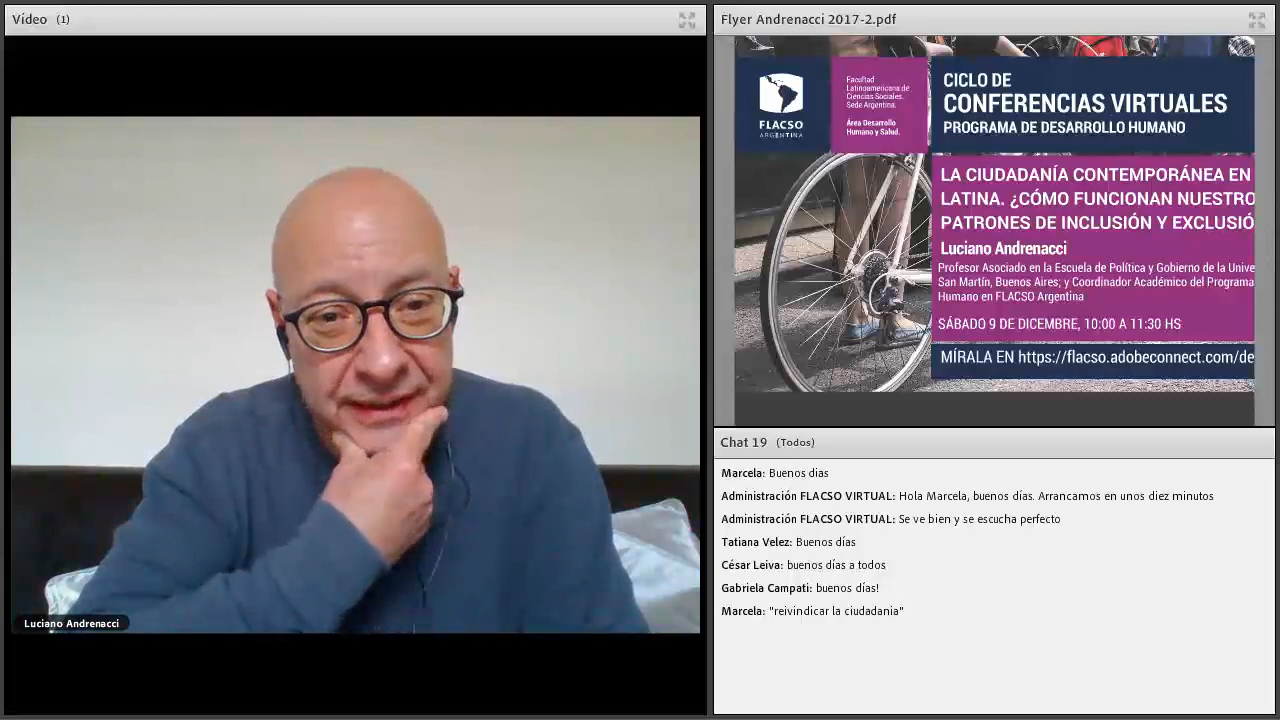 Vídeo (1)
Luciano Andrenacci
Flyer Andrenacci 2017-2.pdf
FLACSO
ARGENTINA
Facultad
Latinoamericana de
Ciencias Sociales.
Sede Argentina.
Área Desarrollo
Humano y Salud.
CICLO DE
CONFERENCIAS VIRTUALES
PROGRAMA DE DESARROLLO HUMANO
LA CIUDADANÍA CONTEMPORÁNEA EN
LATINA. ¿CÓMO FUNCIONAN NUESTRO
PATRONES DE INCLUSIÓN Y EXCLUSIÓ
Luciano Andrenacci
Profesor Asociado en la Escuela de Política y Gobierno de la Unive
San Martín, Buenos Aires; y Coordinador Académico del Programa
Humano en FLACSO Argentina
SÁBADO 9 DE DICEMBRE, 10:00 A 11:30 HS
MÍRALA EN https://flacso.adobeconnect.com/de
Chat 19 (Todos)
Marcela: Buenos dias
Administración FLACSO VIRTUAL: Hola Marcela, buenos días. Arrancamos en unos diez minutos
Administración FLACSO VIRTUAL: Se ve bien y se escucha perfecto
Tatiana Velez: Buenos días
César Leiva: buenos días a todos
Gabriela Campati: buenos días!
Marcela: "reivindicar la ciudadania"